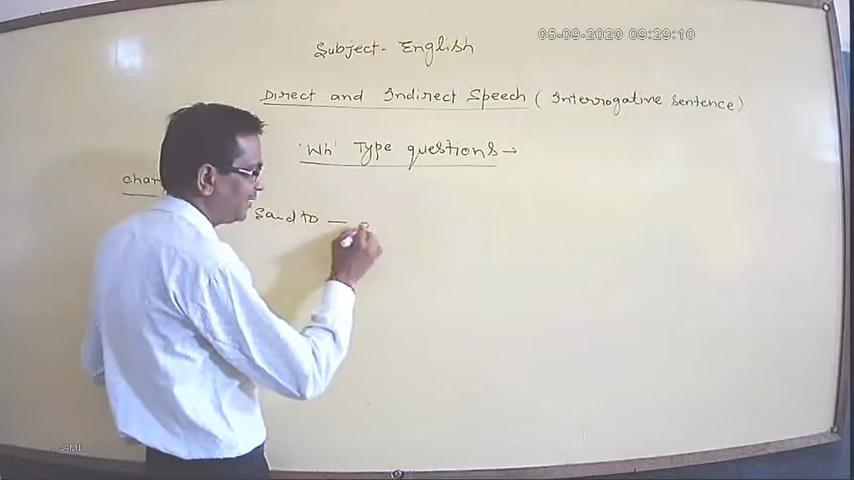 05-09-2020 09:29:10
Subject- English
Direct and Indirect Speech (Interrogative Sentence)
'Wh' Type questions →
Said to —
CAM1